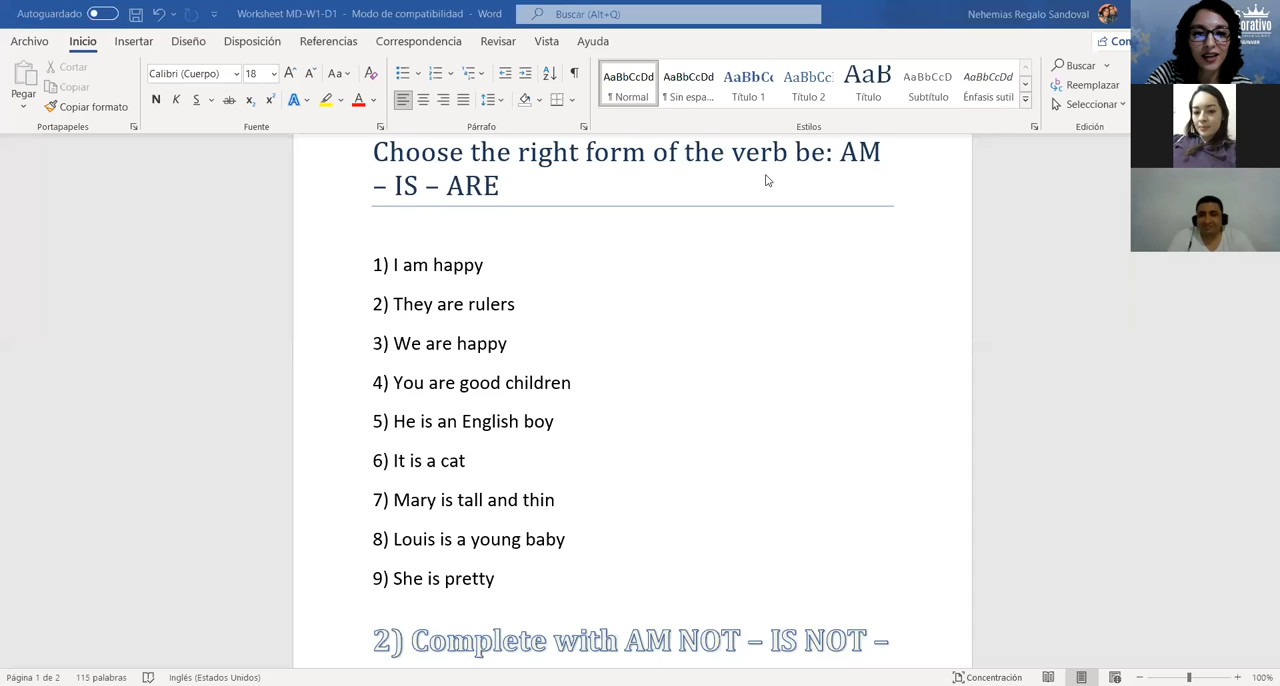 Autoguardado
Worksheet MD-W1-D1 - Modo de compatibilidad - Word
Buscar (Alt+Q)
Nehemias Regalo Sandoval
Archivo Inicio Insertar Diseño Disposición Referencias Correspondencia Revisar Vista Ayuda
Pegar
Cortar
Copiar
Copiar formato
Portapapeles
Calibri (Cuerpo) 18
Fuente
Párrafo
AaBbCcDd
¶ Normal
AaBbCcDd
¶ Sin espa...
AaBbCc
Título 1
AaBbCc
Título 2
AaB
Título
AaBbCcD
Subtítulo
AaBbCcDd
Énfasis sutil
Estilos
Buscar
Reemplazar
Seleccionar
Edición
Choose the right form of the verb be: AM
– IS – ARE
1) I am happy
2) They are rulers
3) We are happy
4) You are good children
5) He is an English boy
6) It is a cat
7) Mary is tall and thin
8) Louis is a young baby
9) She is pretty
2) Complete with AM NOT – IS NOT –
Página 1 de 2 115 palabras Inglés (Estados Unidos) Concentración 100%